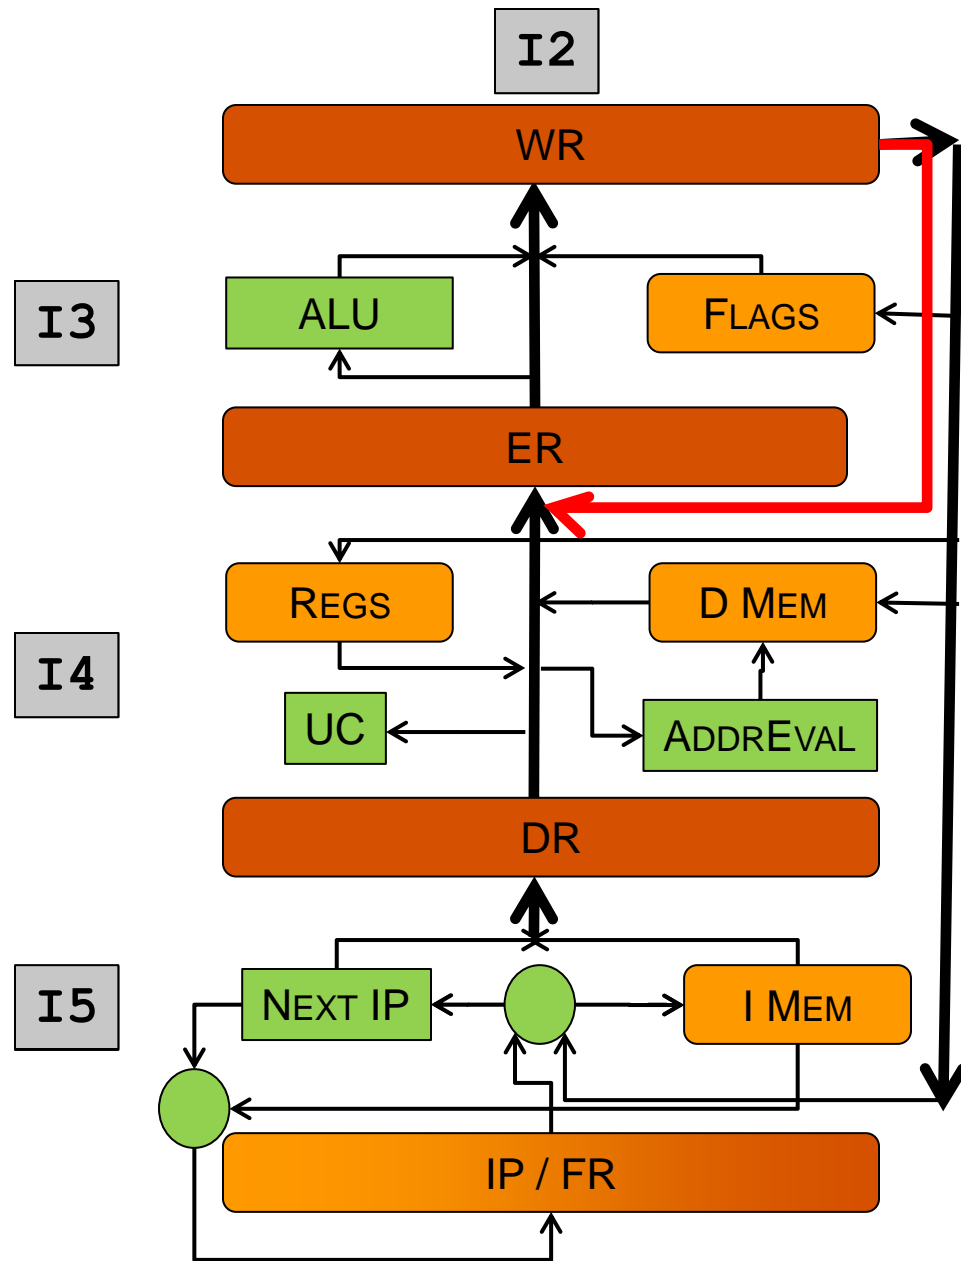 I2
WR
I3
ALU
FLAGS
ER
REGS
D MEM
I4
UC
ADDREVAL
DR
I5
NEXT IP
I MEM
IP / FR